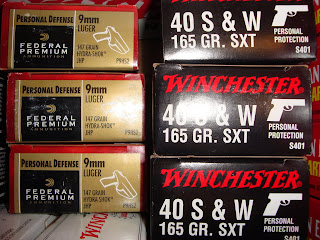 PERSONAL DEFENSE 9mm
LUGER
FEDERAL
PREMIUM
AMMUNITION
147 GRAIN
HYDRA-SHOK
JHP P9HS2
PERSONAL DEFENSE 9mm
LUGER
FEDERAL
PREMIUM
AMMUNITION
147 GRAIN
HYDRA-SHOK
JHP P9HS2
PERSONAL DEFENSE 9mm
LUGER
FEDERAL
PREMIUM
AMMUNITION
147 GRAIN
HYDRA-SHOK
JHP P9HS2
40 S & W
165 GR. SXT
PERSONAL
PROTECTION
S401
WINCHESTER
40 S & W
165 GR. SXT
PERSONAL
PROTECTION
S401
WINCHESTER
40 S & W
165 GR. SXT
PERSONAL
PROTECTION
S401